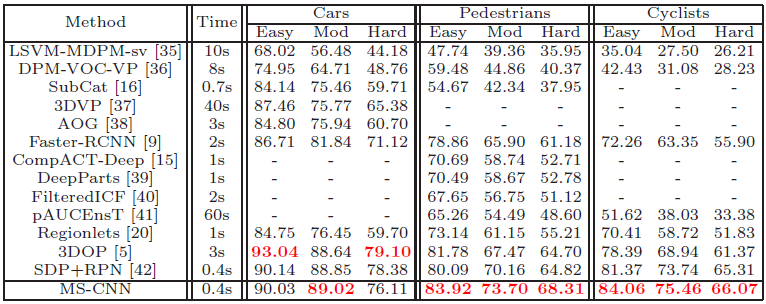 Method Time Cars Pedestrians Cyclists
Easy Mod Hard Easy Mod Hard Easy Mod Hard
LSVM-MDPM-sv [35] 10s 68.02 56.48 44.18 47.74 39.36 35.95 35.04 27.50 26.21
DPM-VOC-VP [36] 8s 74.95 64.71 48.76 59.48 44.86 40.37 42.43 31.08 28.23
SubCat [16] 0.7s 84.14 75.46 59.71 54.67 42.34 37.95 - - -
3DVP [37] 40s 87.46 75.77 65.38 - - - - - -
AOG [38] 3s 84.80 75.94 60.70 - - - - - -
Faster-RCNN [9] 2s 86.71 81.84 71.12 78.86 65.90 61.18 72.26 63.35 55.90
CompACT-Deep [15] 1s - - - 70.69 58.74 52.71 - - -
DeepParts [39] 1s - - - 70.49 58.67 52.78 - - -
FilteredICF [40] 2s - - - 67.65 56.75 51.12 - - -
pAUCEnsT [41] 60s - - - 65.26 54.49 48.60 51.62 38.03 33.38
Regionlets [20] 1s 84.75 76.45 59.70 73.14 61.15 55.21 70.41 58.72 51.83
3DOP [5] 3s 93.04 88.64 79.10 81.78 67.47 64.70 78.39 68.94 61.37
SDP+RPN [42] 0.4s 90.14 88.85 78.38 80.09 70.16 64.82 81.37 73.74 65.31
MS-CNN 0.4s 90.03 89.02 76.11 83.92 73.70 68.31 84.06 75.46 66.07